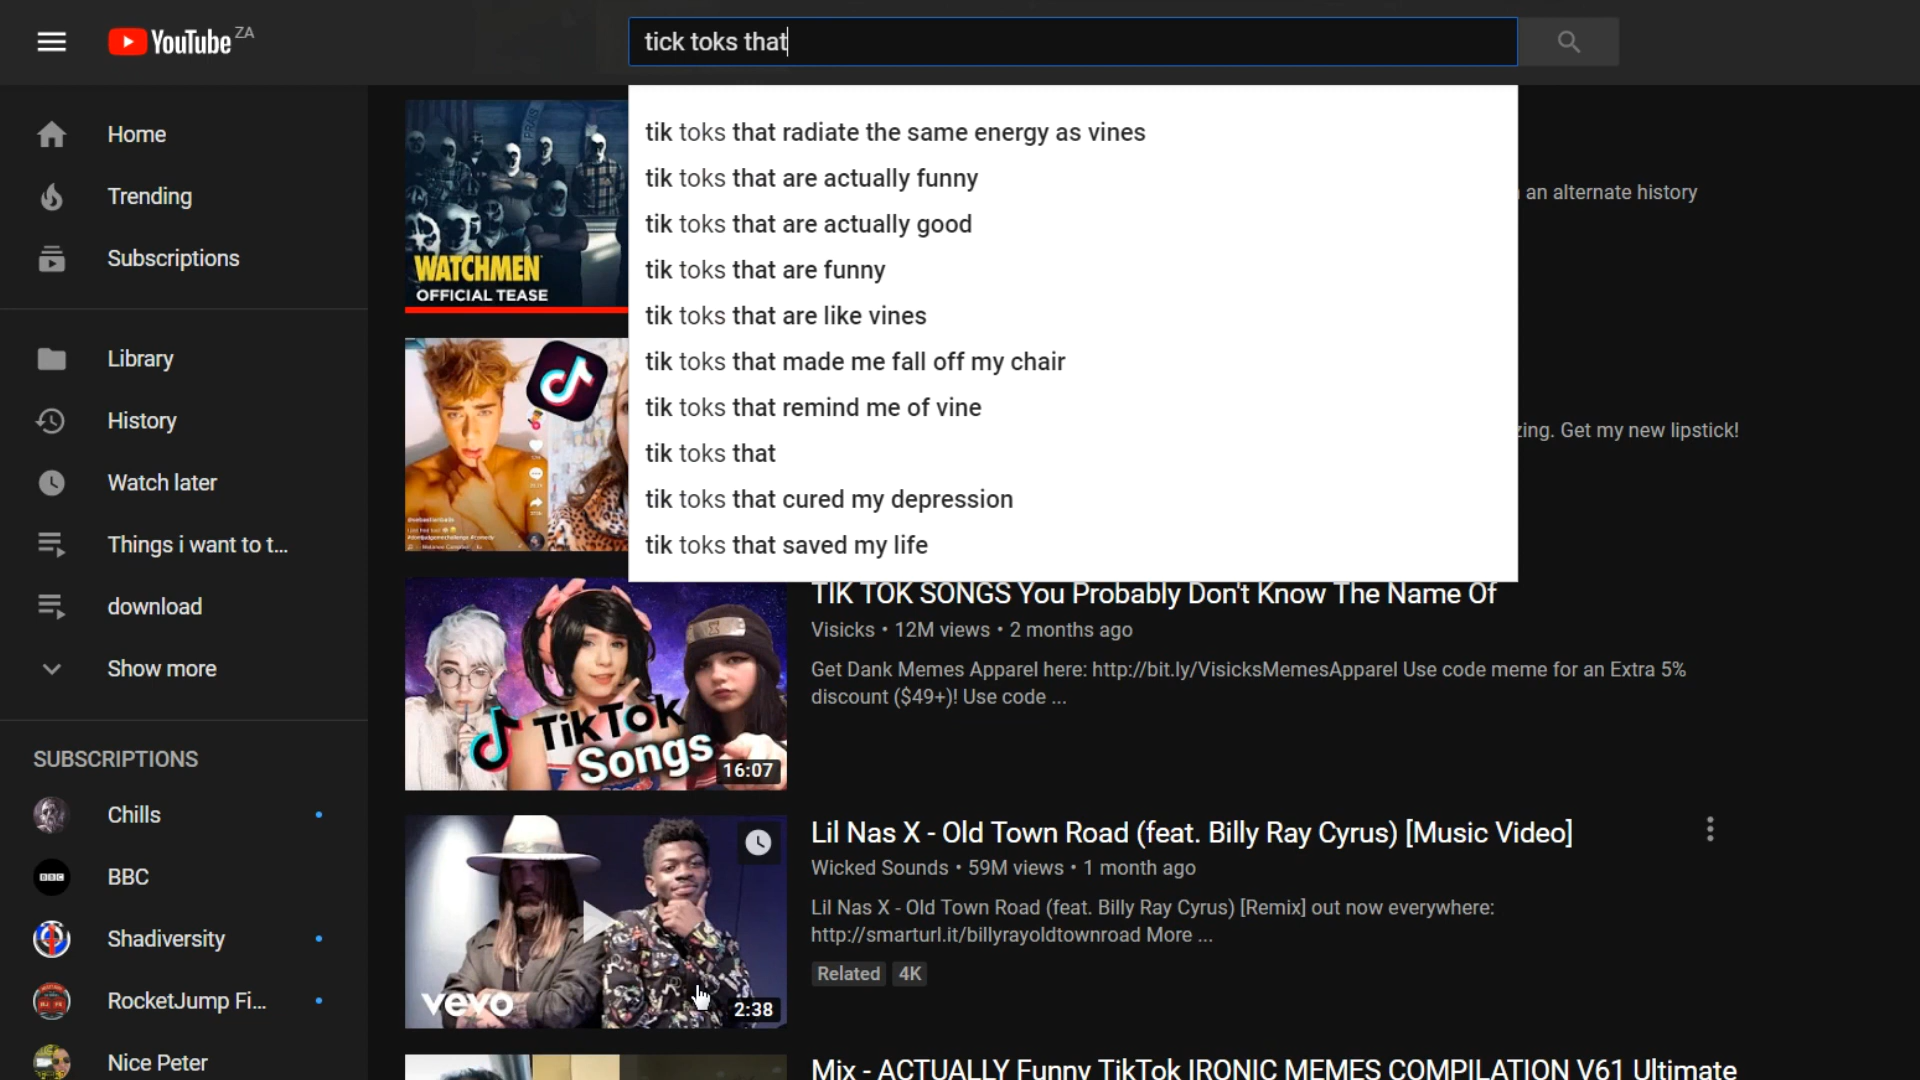 YouTube ZA
tick toks that
Home
Trending
Subscriptions
Library
History
Watch later
Things i want to t...
download
Show more
SUBSCRIPTIONS
Chills
BBC
BBC
Shadiversity
RocketJump Fi...
Nice Peter
tik toks that radiate the same energy as vines
tik toks that are actually funny
tik toks that are actually good
tik toks that are funny
tik toks that are like vines
tik toks that made me fall off my chair
tik toks that remind me of vine
tik toks that
tik toks that cured my depression
tik toks that saved my life
WATCHMEN
OFFICIAL TEASE
an alternate history
zing. Get my new lipstick!
TikTok
Songs
16:07
TIK TOK SONGS You Probably Don't Know The Name Of
Visicks • 12M views • 2 months ago
Get Dank Memes Apparel here: http://bit.ly/VisicksMemesApparel Use code meme for an Extra 5%
discount ($49+)! Use code ...
vevo
2:38
Lil Nas X - Old Town Road (feat. Billy Ray Cyrus) [Music Video]
Wicked Sounds • 59M views • 1 month ago
Lil Nas X - Old Town Road (feat. Billy Ray Cyrus) [Remix] out now everywhere:
http://smarturl.it/billyrayoldtownroad More ...
Related 4K
Mix - ACTUALLY Funny TikTok IRONIC MEMES COMPILATION V61 Ultimate